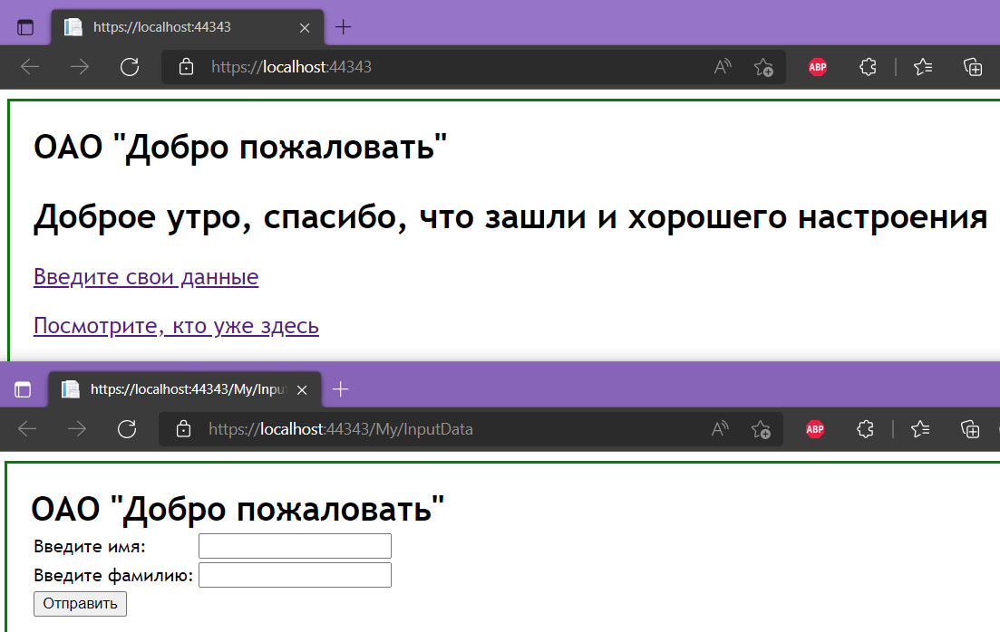 https://localhost:44343
https://localhost:44343
ABP
ОАО "Добро пожаловать"
Доброе утро, спасибо, что зашли и хорошего настроения
Введите свои данные
Посмотрите, кто уже здесь
https://localhost:44343/My/Inpu
https://localhost:44343/My/InputData
ABP
ОАО "Добро пожаловать"
Введите имя:
Введите фамилию:
Отправить